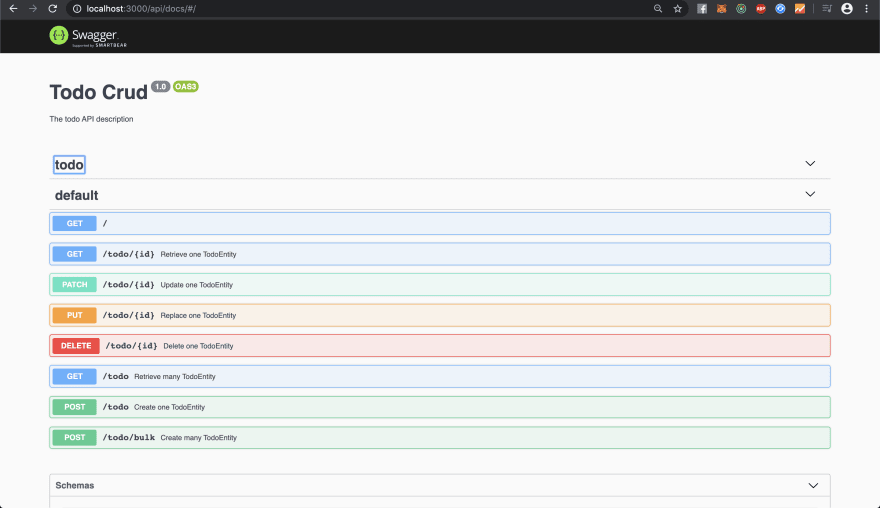 localhost:3000/api/docs/#/
Swagger.
Supported by SMARTBEAR
Todo Crud 1.0 OAS3
The todo API description
todo
default
GET /
GET /todo/{id} Retrieve one TodoEntity
PATCH /todo/{id} Update one TodoEntity
PUT /todo/{id} Replace one TodoEntity
DELETE /todo/{id} Delete one TodoEntity
GET /todo Retrieve many TodoEntity
POST /todo Create one TodoEntity
POST /todo/bulk Create many TodoEntity
Schemas